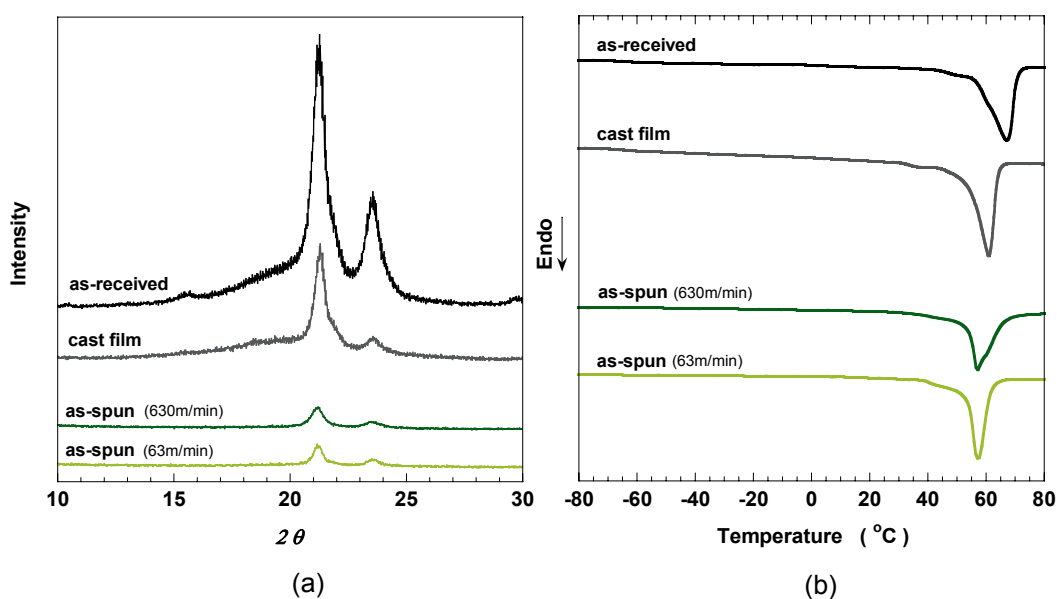 Intensity
as-received
cast film
as-spun (630m/min)
as-spun (63m/min)
10 15 20 25 30
2θ
(a)
Endo
as-received
cast film
as-spun (630m/min)
as-spun (63m/min)
-80 -60 -40 -20 0 20 40 60 80
Temperature ( °C )
(b)